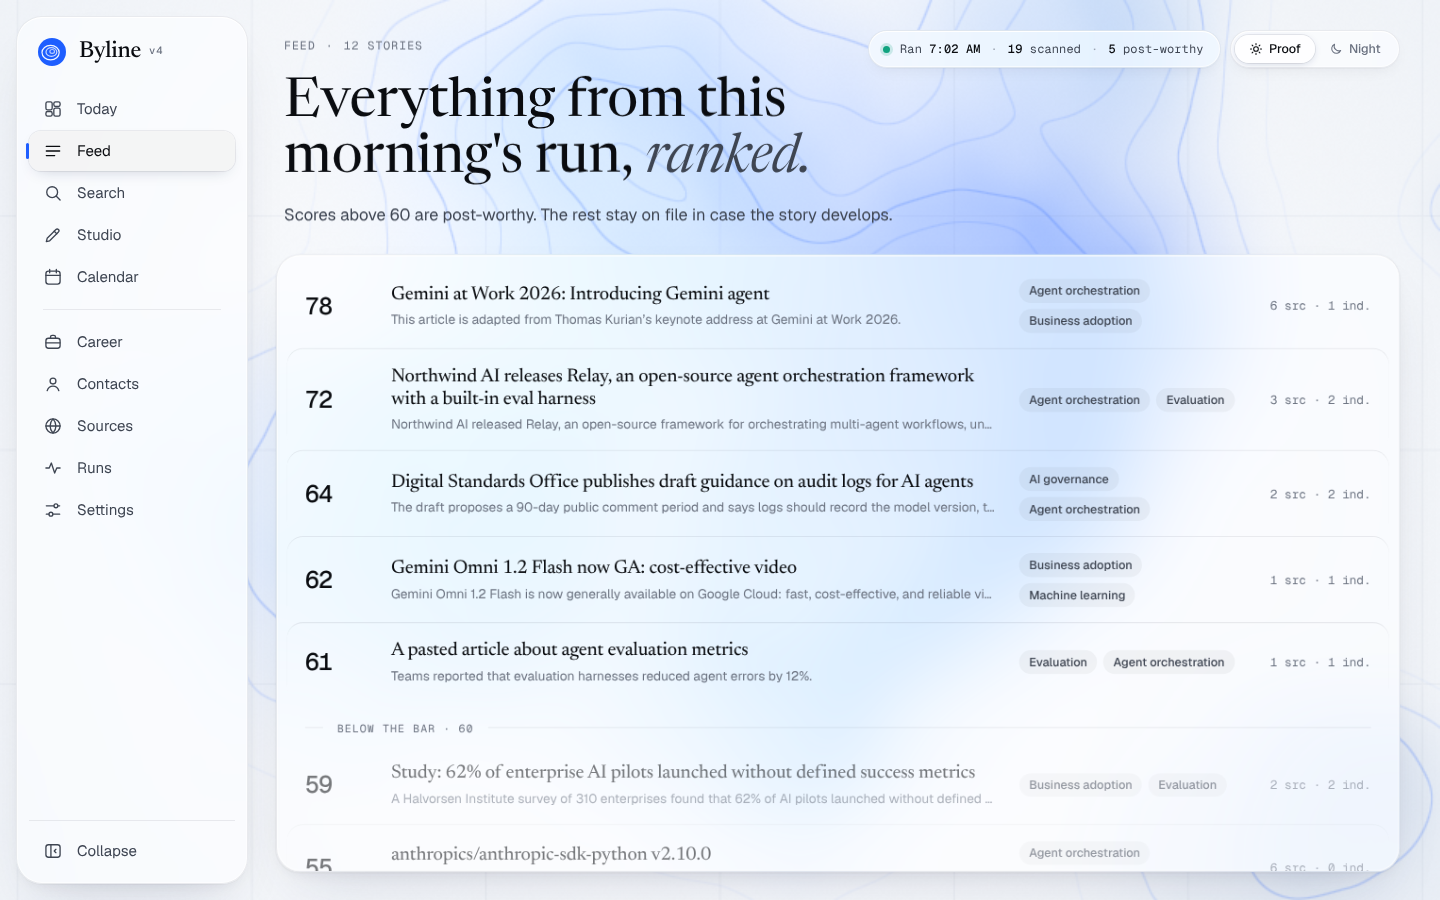 Byline v4
Today
Feed
Search
Studio
Calendar
Career
Contacts
Sources
Runs
Settings
Collapse
FEED · 12 STORIES
Ran 7:02 AM · 19 scanned · 5 post-worthy
Proof
Night
Everything from this
morning's run, ranked.
Scores above 60 are post-worthy. The rest stay on file in case the story develops.
78
Gemini at Work 2026: Introducing Gemini agent
This article is adapted from Thomas Kurian's keynote address at Gemini at Work 2026.
Agent orchestration
Business adoption
6 src · 1 ind.
72
Northwind AI releases Relay, an open-source agent orchestration framework
with a built-in eval harness
Northwind AI released Relay, an open-source framework for orchestrating multi-agent workflows, un...
Agent orchestration
Evaluation
3 src · 2 ind.
64
Digital Standards Office publishes draft guidance on audit logs for AI agents
The draft proposes a 90-day public comment period and says logs should record the model version, t...
AI governance
Agent orchestration
2 src · 2 ind.
62
Gemini Omni 1.2 Flash now GA: cost-effective video
Gemini Omni 1.2 Flash is now generally available on Google Cloud: fast, cost-effective, and reliable vi...
Business adoption
Machine learning
1 src · 1 ind.
61
A pasted article about agent evaluation metrics
Teams reported that evaluation harnesses reduced agent errors by 12%.
Evaluation
Agent orchestration
1 src · 1 ind.
BELOW THE BAR · 60
59
Study: 62% of enterprise AI pilots launched without defined success metrics
A Halvorsen Institute survey of 310 enterprises found that 62% of AI pilots launched without defined ...
Business adoption
Evaluation
2 src · 2 ind.
55
anthropics/anthropic-sdk-python v2.10.0
Agent orchestration
6 src · 0 ind.